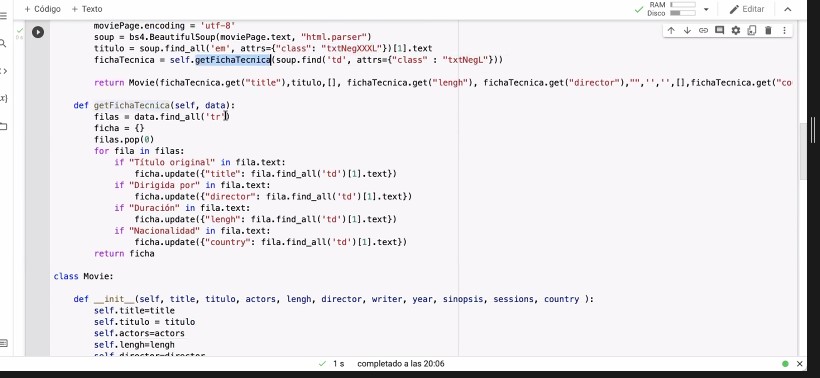 + Código + Texto
RAM
Disco
Editar
moviePage.encoding = 'utf-8'
soup = bs4.BeautifulSoup(moviePage.text, "html.parser")
titulo = soup.find_all('em', attrs={"class": "txtNegXXXL"})[1].text
fichaTecnica = self.getFichaTecnica(soup.find('td', attrs={"class" : "txtNegL"}))
return Movie(fichaTecnica.get("title"),titulo,[], fichaTecnica.get("lengh"), fichaTecnica.get("director"),"",'','',[],fichaTecnica.get("co
def getFichaTecnica(self, data):
filas = data.find_all('tr')
ficha = {}
filas.pop(0)
for fila in filas:
if "Título original" in fila.text:
ficha.update({"title": fila.find_all('td')[1].text})
if "Dirigida por" in fila.text:
ficha.update({"director": fila.find_all('td')[1].text})
if "Duración" in fila.text:
ficha.update({"lengh": fila.find_all('td')[1].text})
if "Nacionalidad" in fila.text:
ficha.update({"country": fila.find_all('td')[1].text})
return ficha
class Movie:
def __init__(self, title, titulo, actors, lengh, director, writer, year, sinopsis, sessions, country ):
self.title=title
self.titulo = titulo
self.actors=actors
self.lengh=lengh
self.director=director
1 s completado a las 20:06